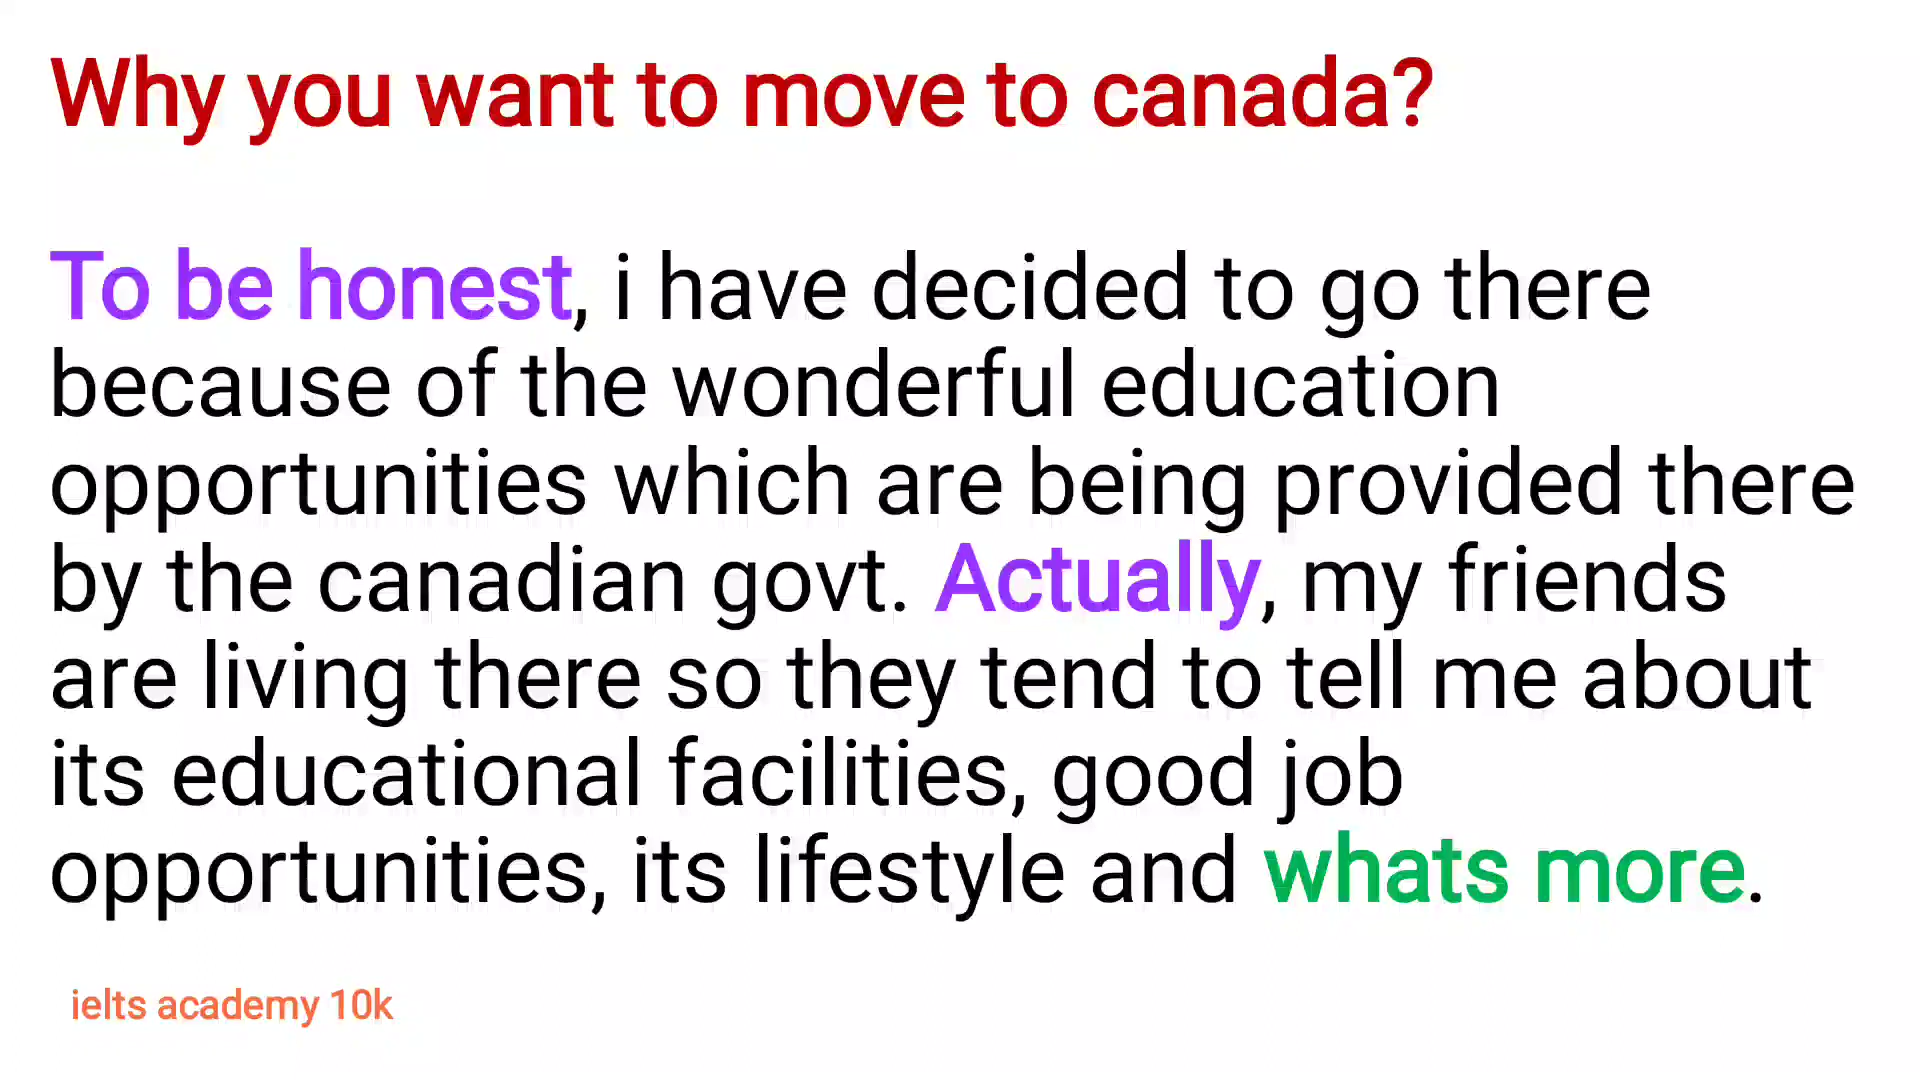 Why you want to move to canada?
To be honest, i have decided to go there
because of the wonderful education
opportunities which are being provided there
by the canadian govt. Actually, my friends
are living there so they tend to tell me about
its educational facilities, good job
opportunities, its lifestyle and whats more.
ielts academy 10k